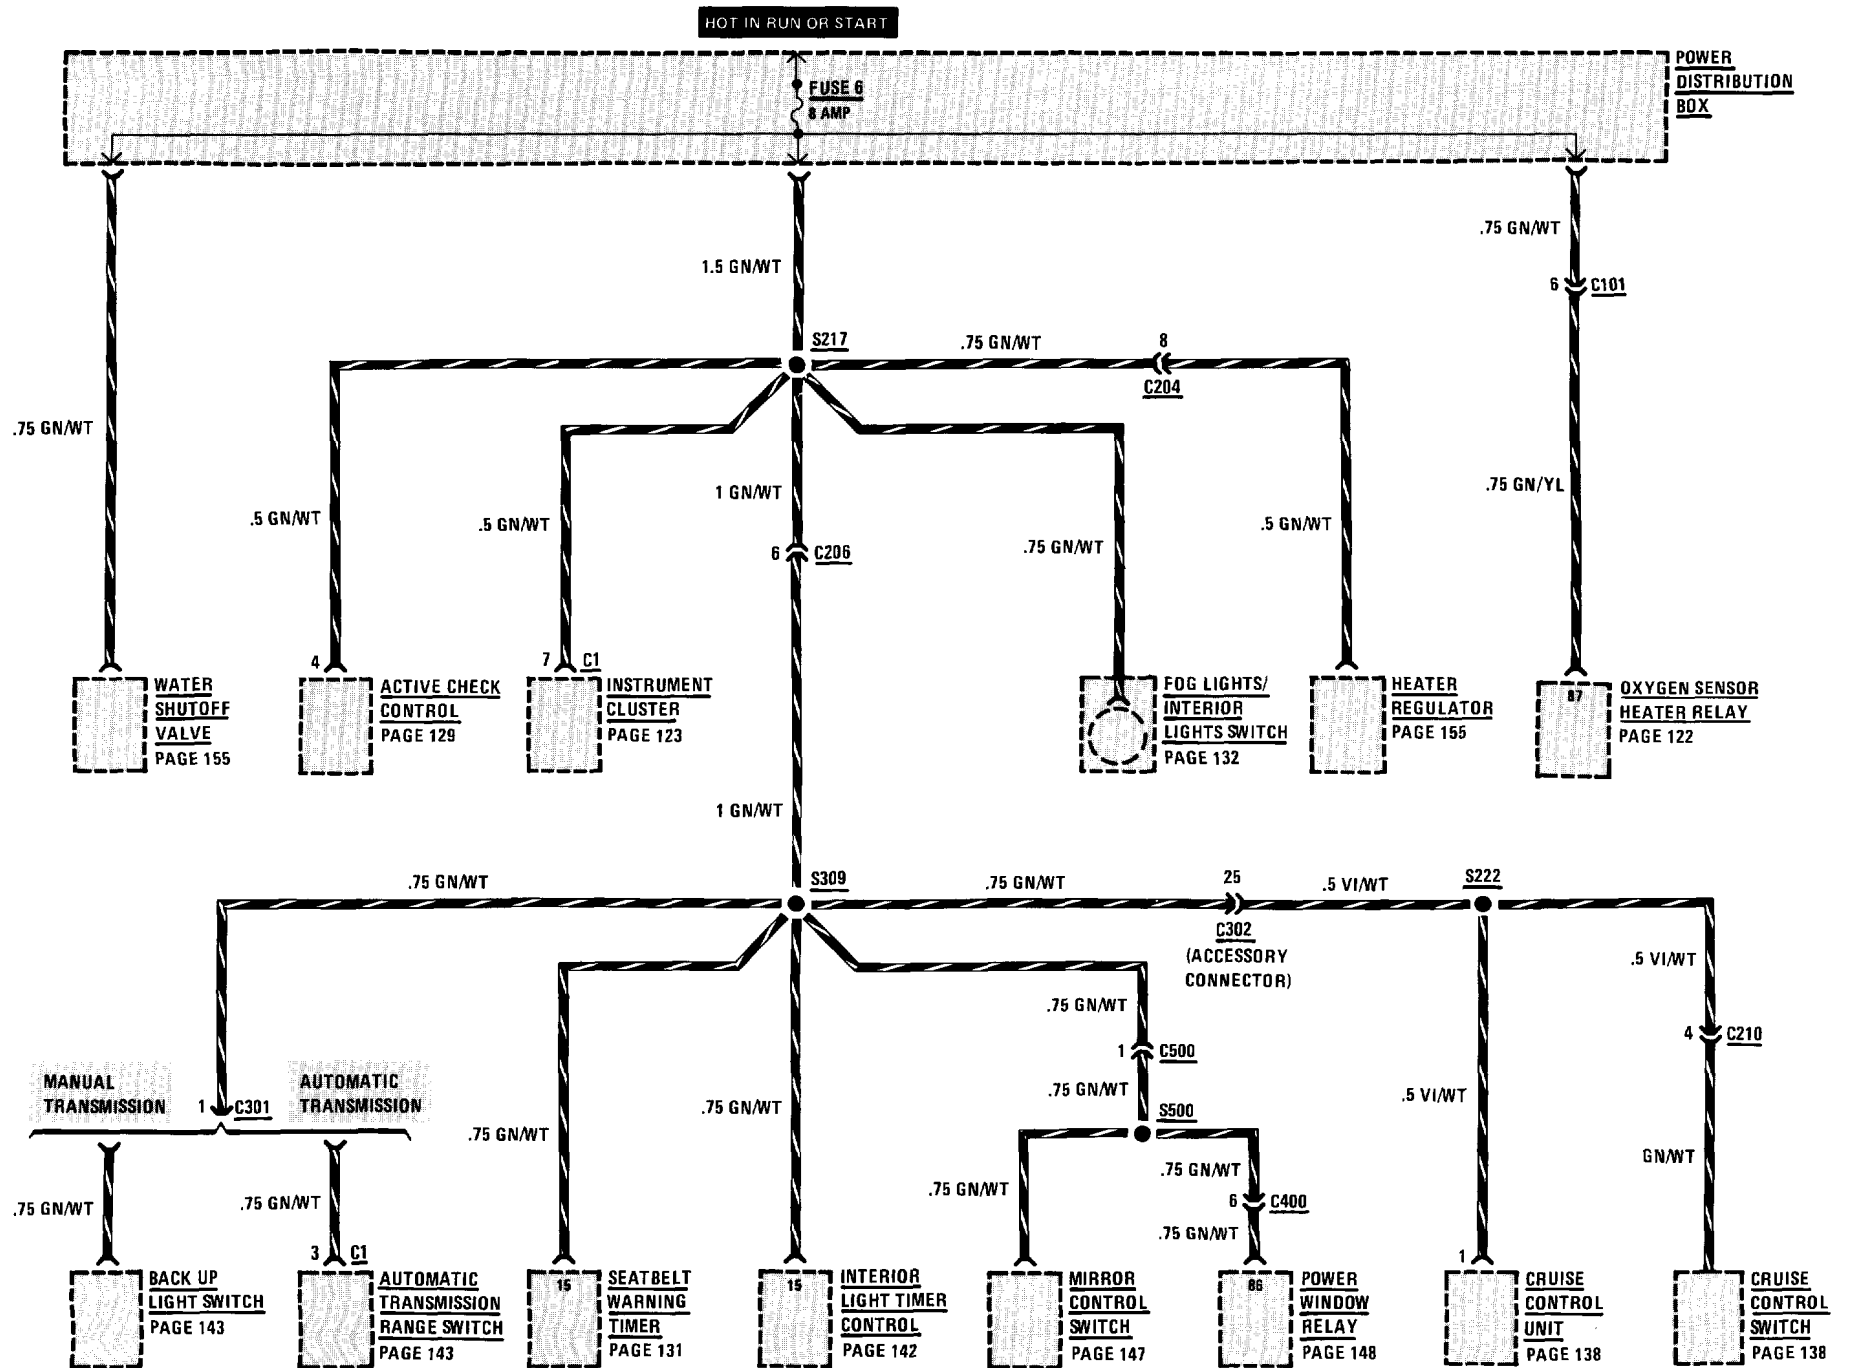 HOT IN RUN OR START
POWER
DISTRIBUTION
BOX
FUSE 6
8 AMP
.75 GN/WT
1.5 GN/WT
6 C101
S217
.75 GN/WT
8
C204
.75 GN/WT
.75 GN/YL
1 GN/WT
.5 GN/WT
.5 GN/WT
.5 GN/WT
.75 GN/WT
6 C206
4
7 C1
WATER
SHUTOFF
VALVE
PAGE 155
ACTIVE CHECK
CONTROL
PAGE 129
INSTRUMENT
CLUSTER
PAGE 123
FOG LIGHTS/
INTERIOR
LIGHTS SWITCH
PAGE 132
HEATER
REGULATOR
PAGE 155
87
OXYGEN SENSOR
HEATER RELAY
PAGE 122
1 GN/WT
.75 GN/WT
S309
.75 GN/WT
25
C302
(ACCESSORY
CONNECTOR)
.5 VI/WT
S222
.5 VI/WT
.75 GN/WT
4 C210
1 C500
MANUAL
TRANSMISSION
AUTOMATIC
TRANSMISSION
1 C301
.75 GN/WT
.75 GN/WT
.5 VI/WT
S500
.75 GN/WT
GN/WT
.75 GN/WT
.75 GN/WT
.75 GN/WT
.75 GN/WT
6 C400
.75 GN/WT
3 C1
1
BACK UP
LIGHT SWITCH
PAGE 143
AUTOMATIC
TRANSMISSION
RANGE SWITCH
PAGE 143
15
SEATBELT
WARNING
TIMER
PAGE 131
15
INTERIOR
LIGHT TIMER
CONTROL
PAGE 142
MIRROR
CONTROL
SWITCH
PAGE 147
86
POWER
WINDOW
RELAY
PAGE 148
CRUISE
CONTROL
UNIT
PAGE 138
CRUISE
CONTROL
SWITCH
PAGE 138